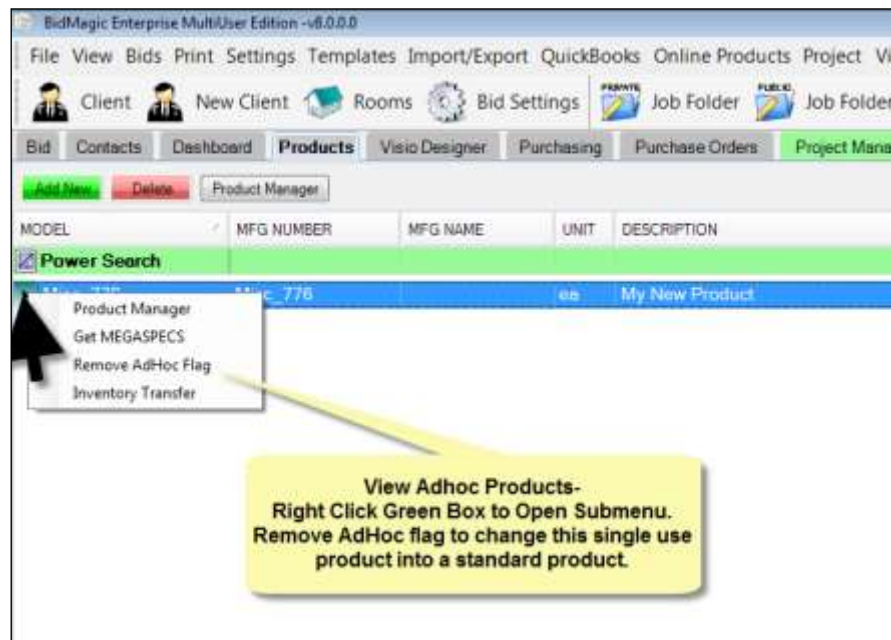 BidMagic Enterprise MultiUser Edition -v6.0.0.0
File View Bids Print Settings Templates Import/Export QuickBooks Online Products Project Vi
Client New Client Rooms Bid Settings PRIVATE Job Folder PUBLIC Job Folder
Bid Contacts Dashboard Products Visio Designer Purchasing Purchase Orders Project Mana
Add New Delete Product Manager
MODEL MFG NUMBER MFG NAME UNIT DESCRIPTION
Power Search
ea My New Product
Product Manager
Get MEGASPECS
Remove AdHoc Flag
Inventory Transfer
View Adhoc Products-
Right Click Green Box to Open Submenu.
Remove AdHoc flag to change this single use
product into a standard product.